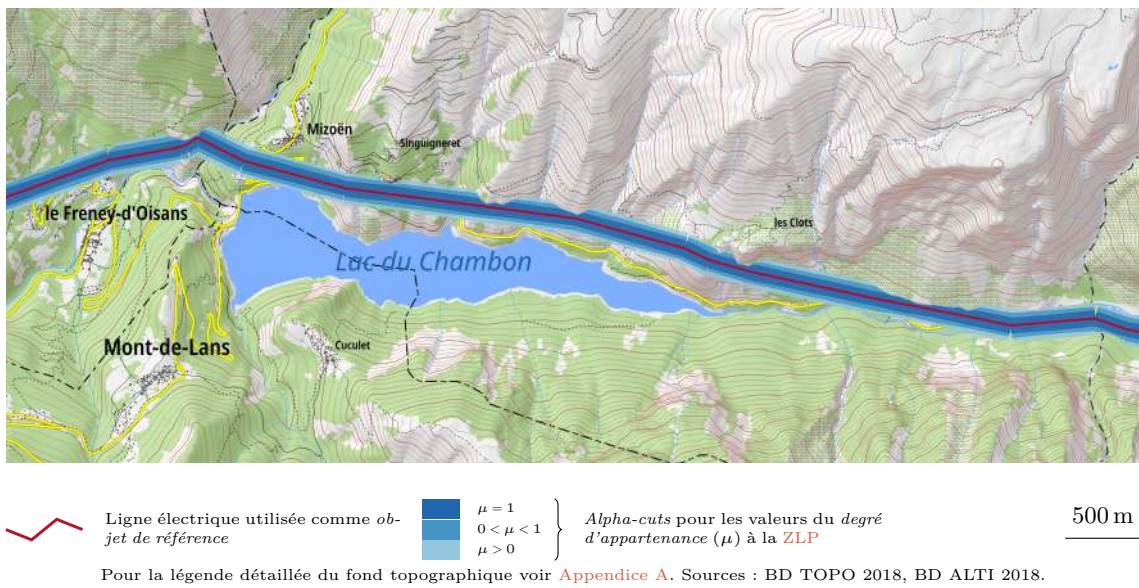 Mizoën
Singuigneret
le Freney-d'Oisans
les Clots
Lac du Chambon
Mont-de-Lans
Cuculet
Ligne électrique utilisée comme ob-
jet de référence
μ = 1
0 < μ < 1
μ > 0
Alpha-cuts pour les valeurs du degré
d'appartenance (μ) à la ZLP
500 m
Pour la légende détaillée du fond topographique voir Appendice A. Sources : BD TOPO 2018, BD ALTI 2018.